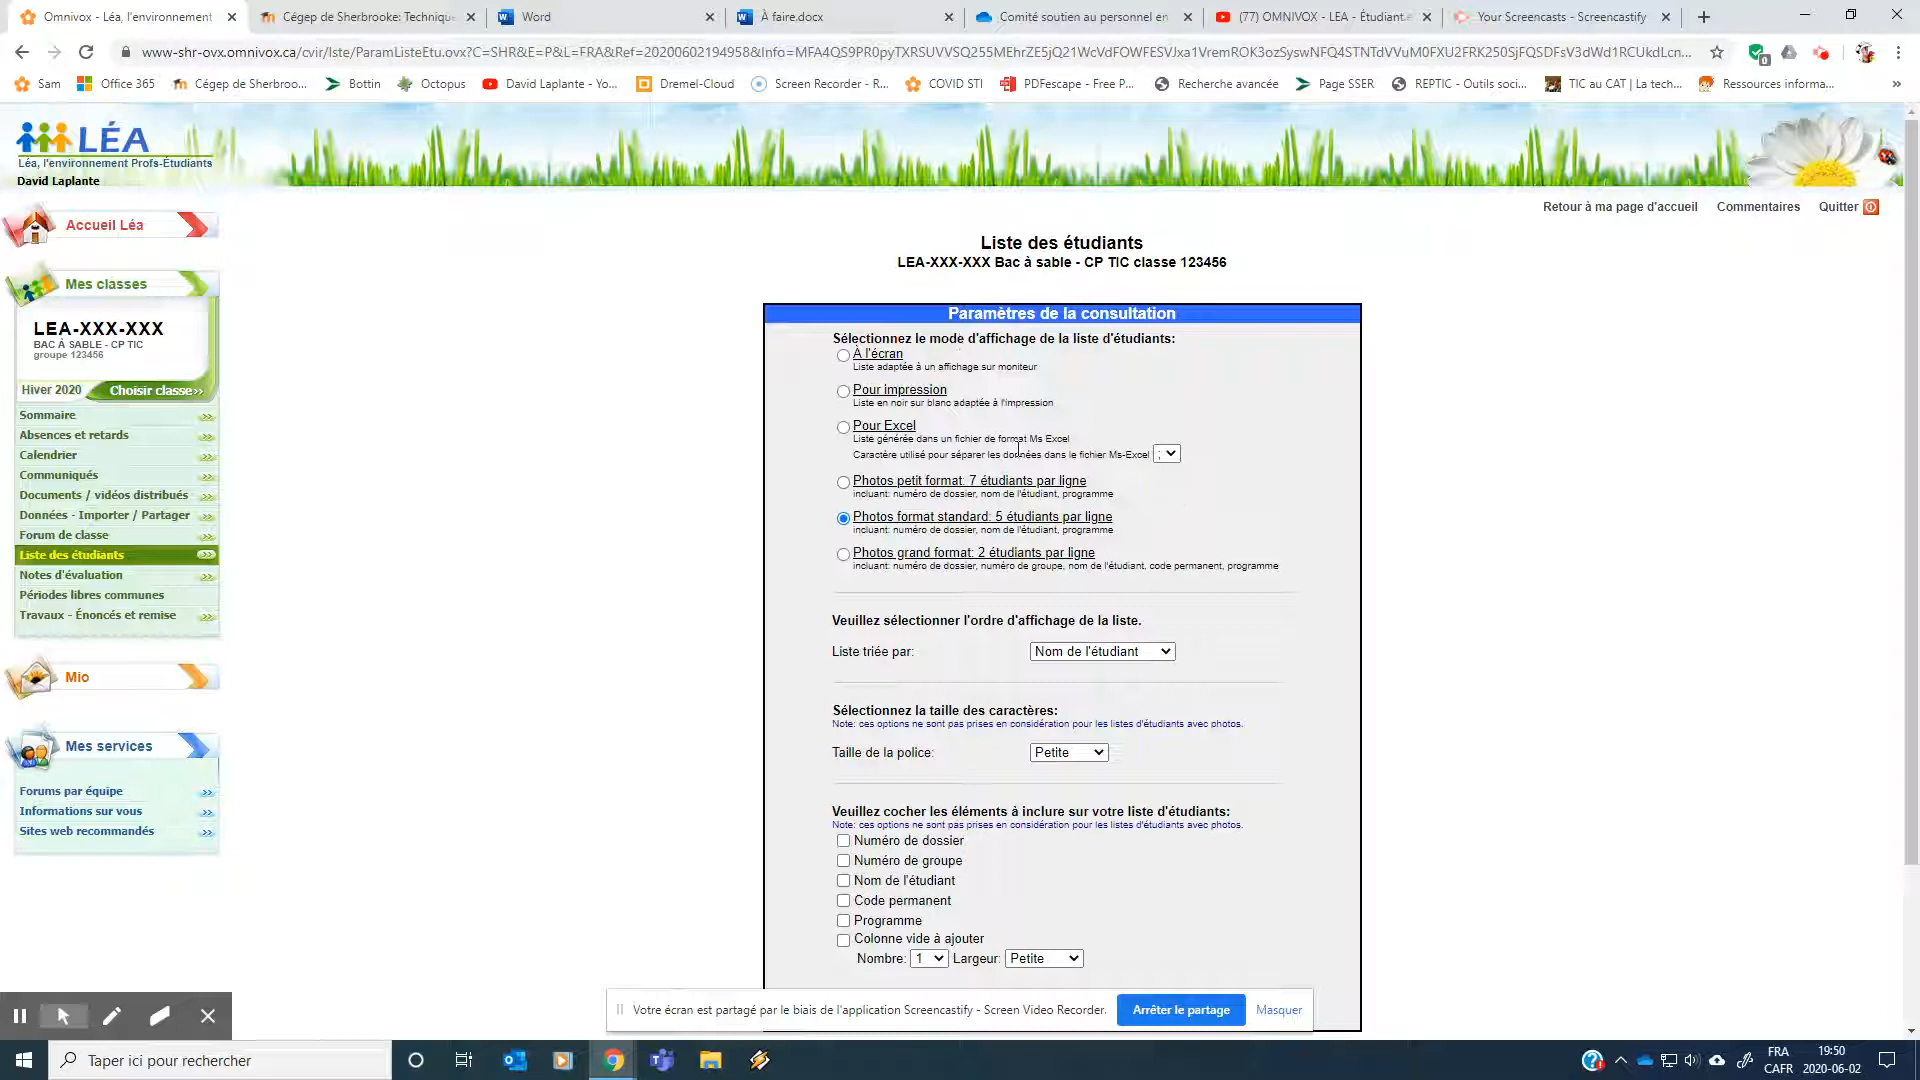 Omnivox - Léa, l'environnement
Cégep de Sherbrooke: Technique
Word
À faire.docx
Comité soutien au personnel en
(77) OMNIVOX - LEA - Étudiant.e
Your Screencasts - Screencastify
www-shr-ovx.omnivox.ca/cvir/lste/ParamListeEtu.ovx?C=SHR&E=P&L=FRA&Ref=20200602194958&Info=
Sam
Office 365
Cégep de Sherbroo...
Bottin
Octopus
David Laplante - Yo...
Dremel-Cloud
Screen Recorder - R...
COVID STI
PDFescape - Free P...
Recherche avancée
Page SSER
REPTIC - Outils soci...
TIC au CAT | La tech...
Ressources informa...
»
LÉA
Léa, l'environnement Profs-Étudiants
David Laplante
Retour à ma page d'accueil Commentaires Quitter
Accueil Léa
Mes classes
LEA-XXX-XXX
BAC À SABLE - CP TIC
groupe 123456
Hiver 2020 Choisir classe>>
Sommaire
Absences et retards
Calendrier
Communiqués
Documents / vidéos distribués
Données - Importer / Partager
Forum de classe
Liste des étudiants
Notes d'évaluation
Périodes libres communes
Travaux - Énoncés et remise
Mio
Mes services
Forums par équipe
Informations sur vous
Sites web recommandés
Liste des étudiants
LEA-XXX-XXX Bac à sable - CP TIC classe 123456
Paramètres de la consultation
Sélectionnez le mode d'affichage de la liste d'étudiants:
À l'écran
Liste adaptée à un affichage sur moniteur
Pour impression
Liste en noir sur blanc adaptée à l'impression
Pour Excel
Liste générée dans un fichier de format Ms Excel
Caractère utilisé pour séparer les données dans le fichier Ms-Excel ;
Photos petit format: 7 étudiants par ligne
incluant: numéro de dossier, nom de l'étudiant, programme
Photos format standard: 5 étudiants par ligne
incluant: numéro de dossier, nom de l'étudiant, programme
Photos grand format: 2 étudiants par ligne
incluant: numéro de dossier, numéro de groupe, nom de l'étudiant, code permanent, programme
Veuillez sélectionner l'ordre d'affichage de la liste.
Liste triée par: Nom de l'étudiant
Sélectionnez la taille des caractères:
Note: ces options ne sont pas prises en considération pour les listes d'étudiants avec photos.
Taille de la police: Petite
Veuillez cocher les éléments à inclure sur votre liste d'étudiants:
Note: ces options ne sont pas prises en considération pour les listes d'étudiants avec photos.
Numéro de dossier
Numéro de groupe
Nom de l'étudiant
Code permanent
Programme
Colonne vide à ajouter
Nombre: 1 Largeur: Petite
Votre écran est partagé par le biais de l'application Screencastify - Screen Video Recorder.
Arrêter le partage
Masquer
Taper ici pour rechercher
FRA
CAFR
19:50
2020-06-02